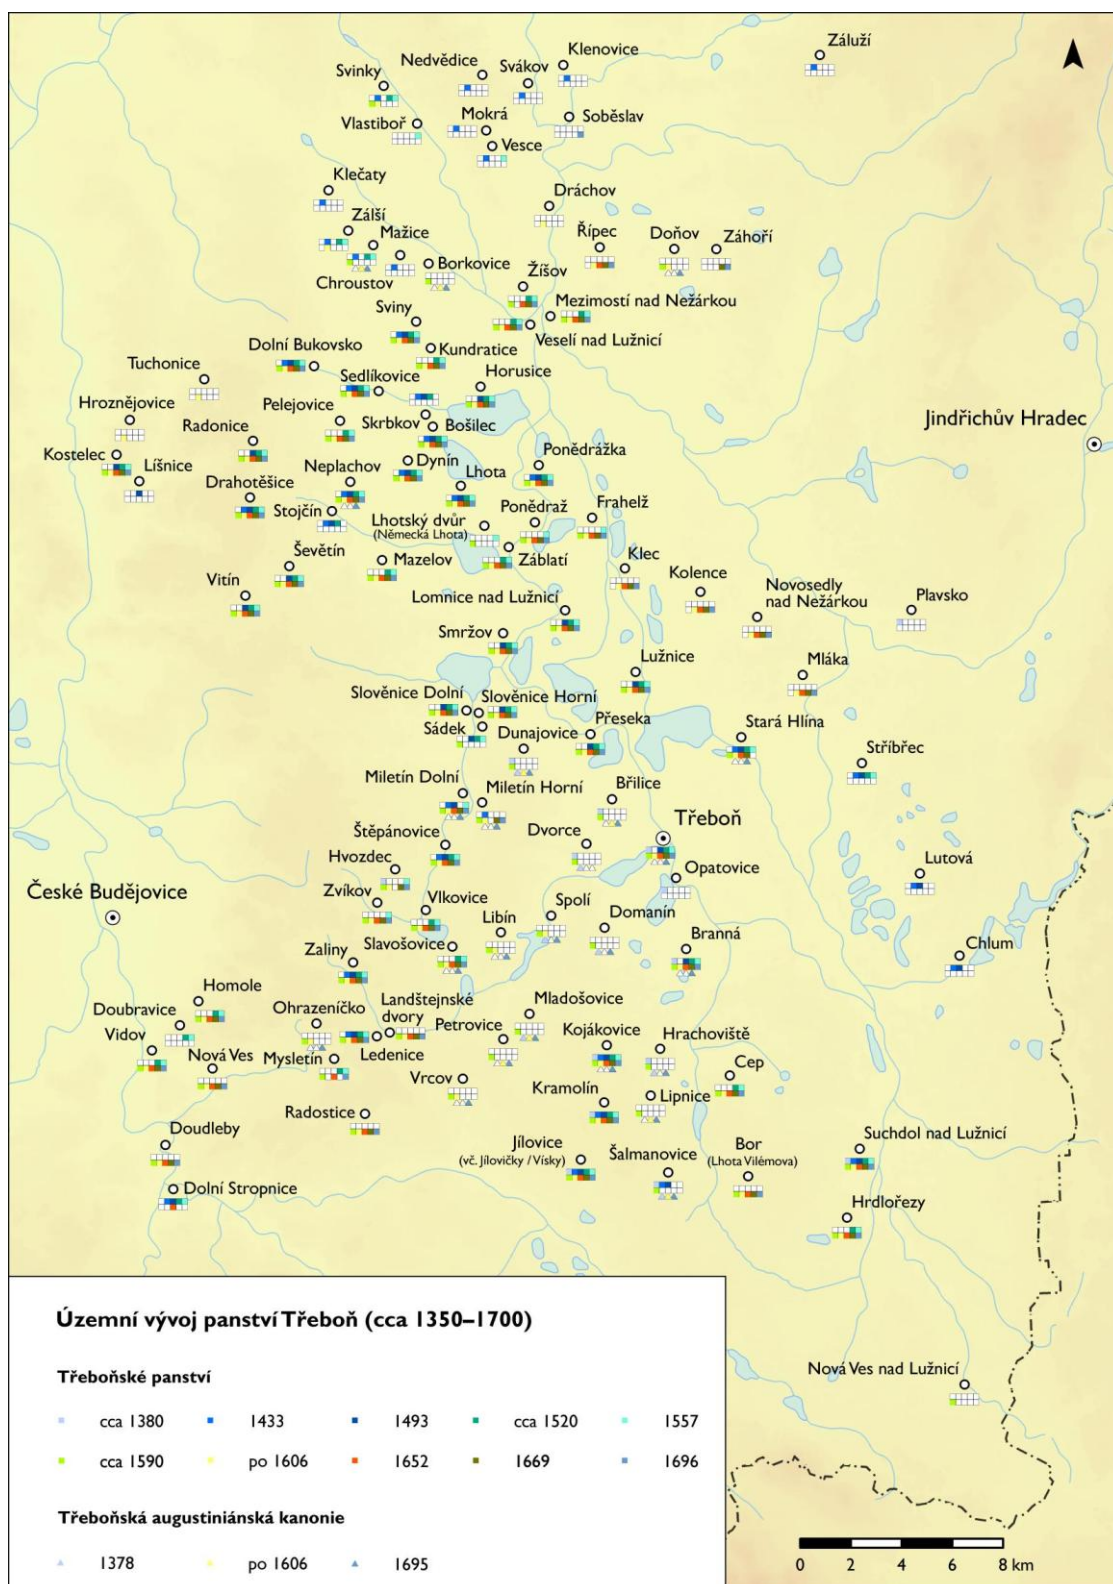 Záluží
Klenovice
Nedvědice
Svákov
Svinky
Mokrá
Soběslav
Vlastiboř
Vesce
Klečaty
Dráchov
Zálší
Mažice
Řípec
Doňov
Záhoří
Borkovice
Chroustov
Žíšov
Mezimostí nad Nežárkou
Sviny
Veselí nad Lužnicí
Dolní Bukovsko
Kundratice
Tuchonice
Sedlíkovice
Horusice
Hroznějovice
Pelejovice
Skrbkov
Bošilec
Jindřichův Hradec
Radonice
Kostelec
Líšnice
Neplachov
Dynín
Lhota
Ponědrážka
Drahotěšice
Stojčín
Lhotský dvůr
(Německá Lhota)
Ponědraž
Frahelž
Ševětín
Mazelov
Záblatí
Klec
Vitín
Kolence
Novosedly
nad Nežárkou
Plavsko
Lomnice nad Lužnicí
Smržov
Lužnice
Mláka
Slověnice Dolní
Slověnice Horní
Sádek
Dunajovice
Přeseka
Stará Hlína
Stříbřec
Miletín Dolní
Miletín Horní
Břilice
Třeboň
Štěpánovice
Dvorce
Hvozdec
Opatovice
Lutová
České Budějovice
Zvíkov
Vlkovice
Libín
Spolí
Domanín
Branná
Slavošovice
Zaliny
Chlum
Homole
Doubravice
Ohrazeníčko
Landštejnské
dvory
Mladošovice
Petrovice
Kojákovice
Hrachoviště
Vidov
Nová Ves
Mysletín
Ledenice
Cep
Vrcov
Kramolín
Lipnice
Radostice
Doudleby
Jílovice
(vč. Jílovičky / Vísky)
Šalmanovice
Bor
(Lhota Vilémova)
Suchdol nad Lužnicí
Dolní Stropnice
Hrdlořezy
Nová Ves nad Lužnicí
Územní vývoj panství Třeboň (cca 1350–1700)
Třeboňské panství
cca 1380 1433 1493 cca 1520 1557
cca 1590 po 1606 1652 1669 1696
Třeboňská augustiniánská kanonie
1378 po 1606 1695
0 2 4 6 8 km